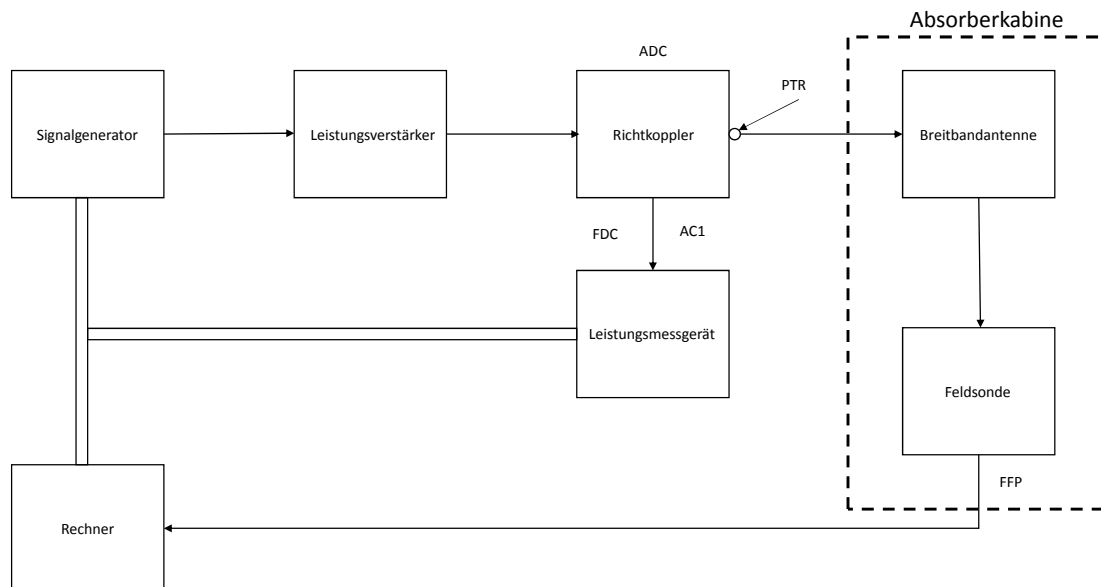 Absorberkabine
ADC
PTR
Signalgenerator
Leistungsverstärker
Richtkoppler
Breitbandantenne
FDC
AC1
Leistungsmessgerät
Feldsonde
FFP
Rechner